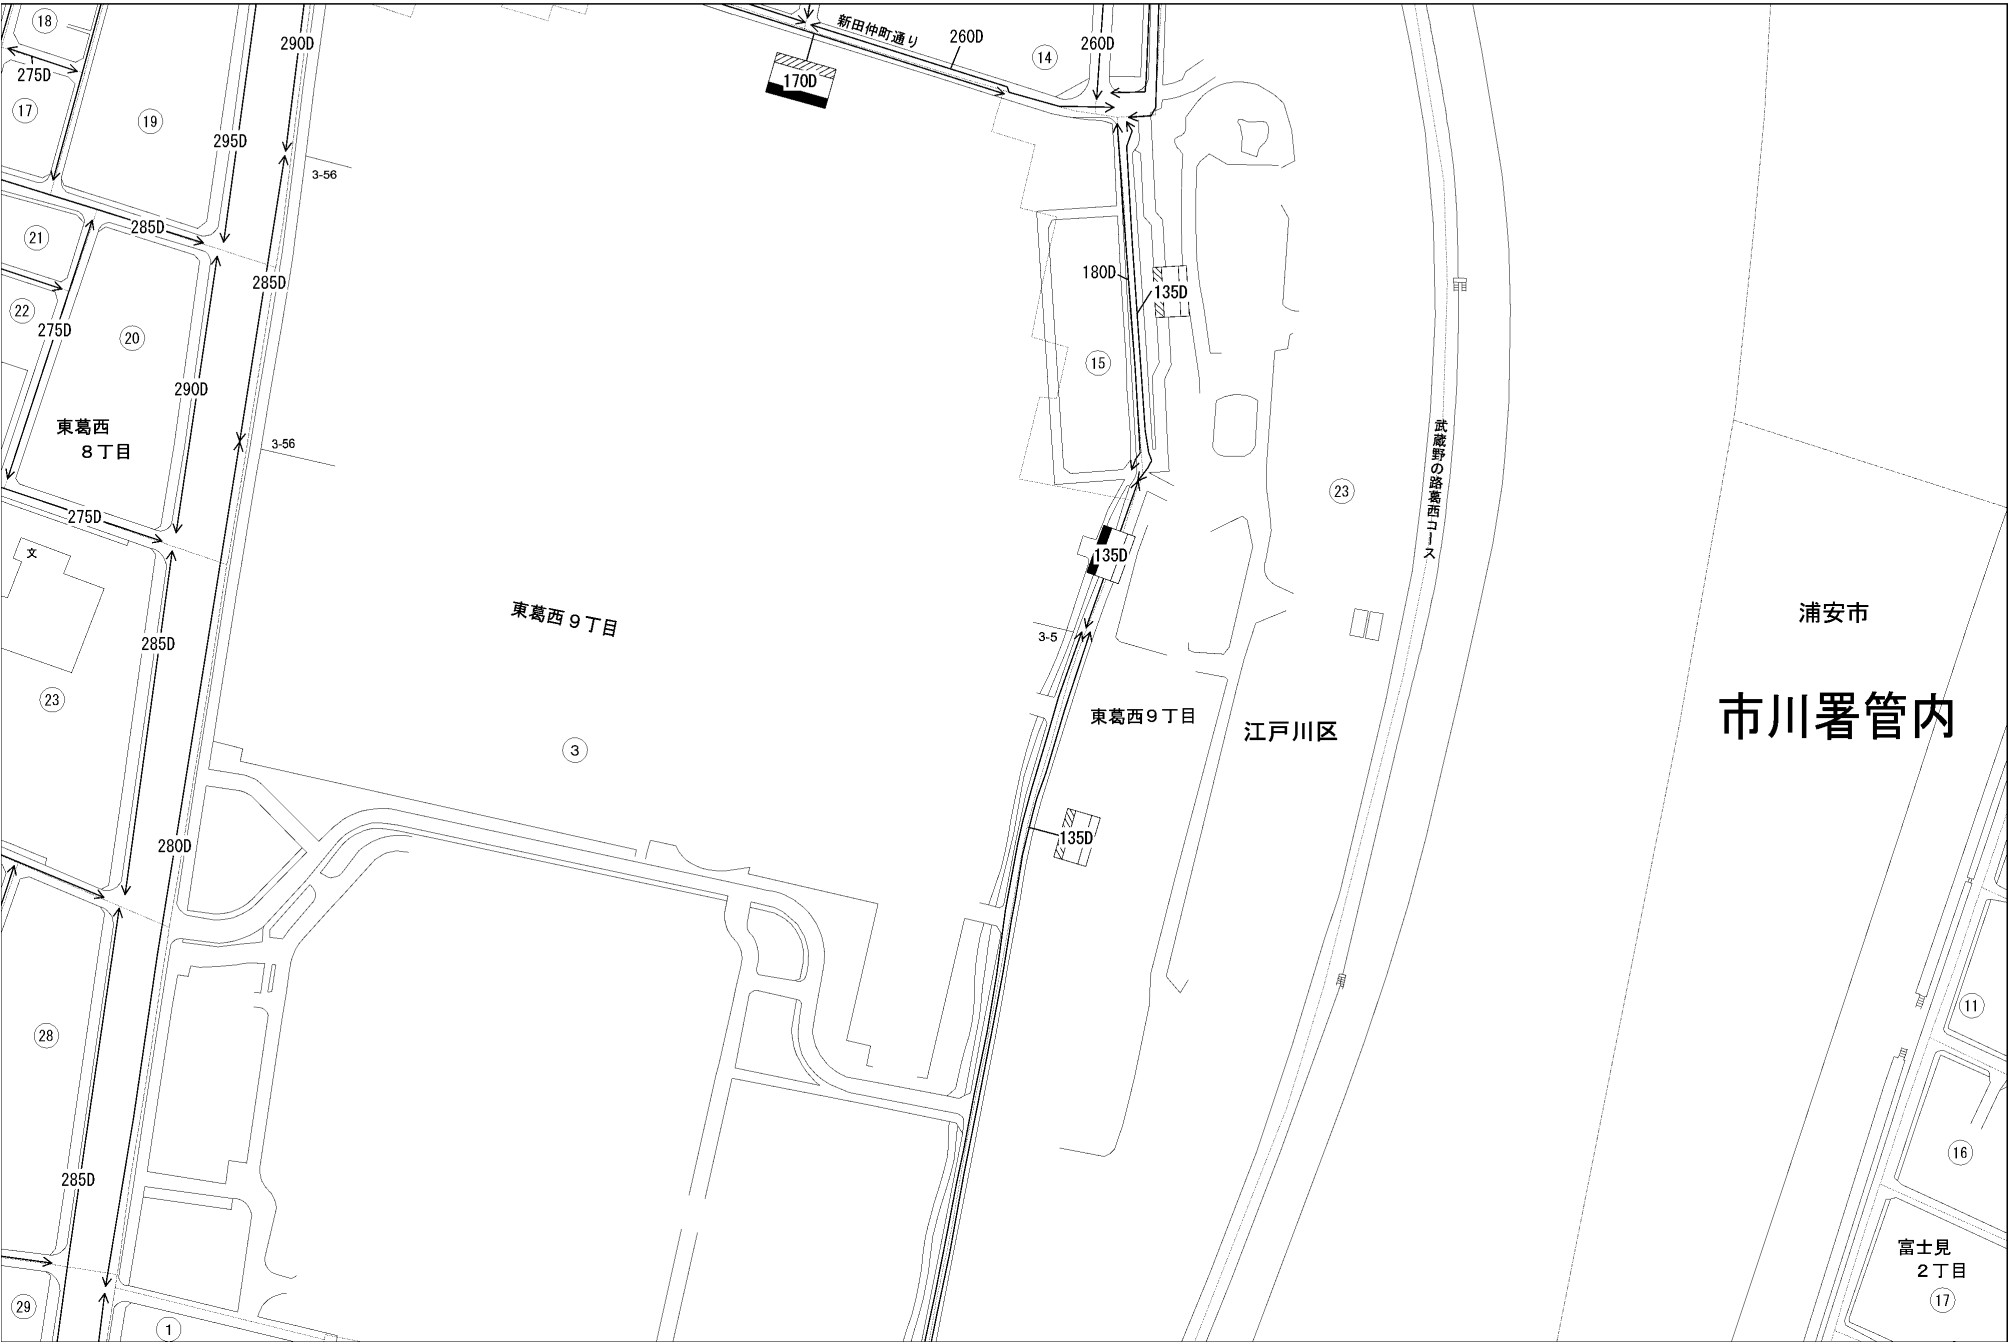 18
290D
新田仲町通り
260D
260D
14
275D
170D
17
19
295D
3-56
285D
21
285D
180D
135D
22
275D
20
15
290D
東葛西
8丁目
3-56
武蔵野の路葛西コース
23
275D
文
135D
東葛西9丁目
浦安市
3-5
285D
23
東葛西9丁目
江戸川区
市川署管内
3
280D
135D
28
11
16
285D
富士見
2丁目
29
17
1